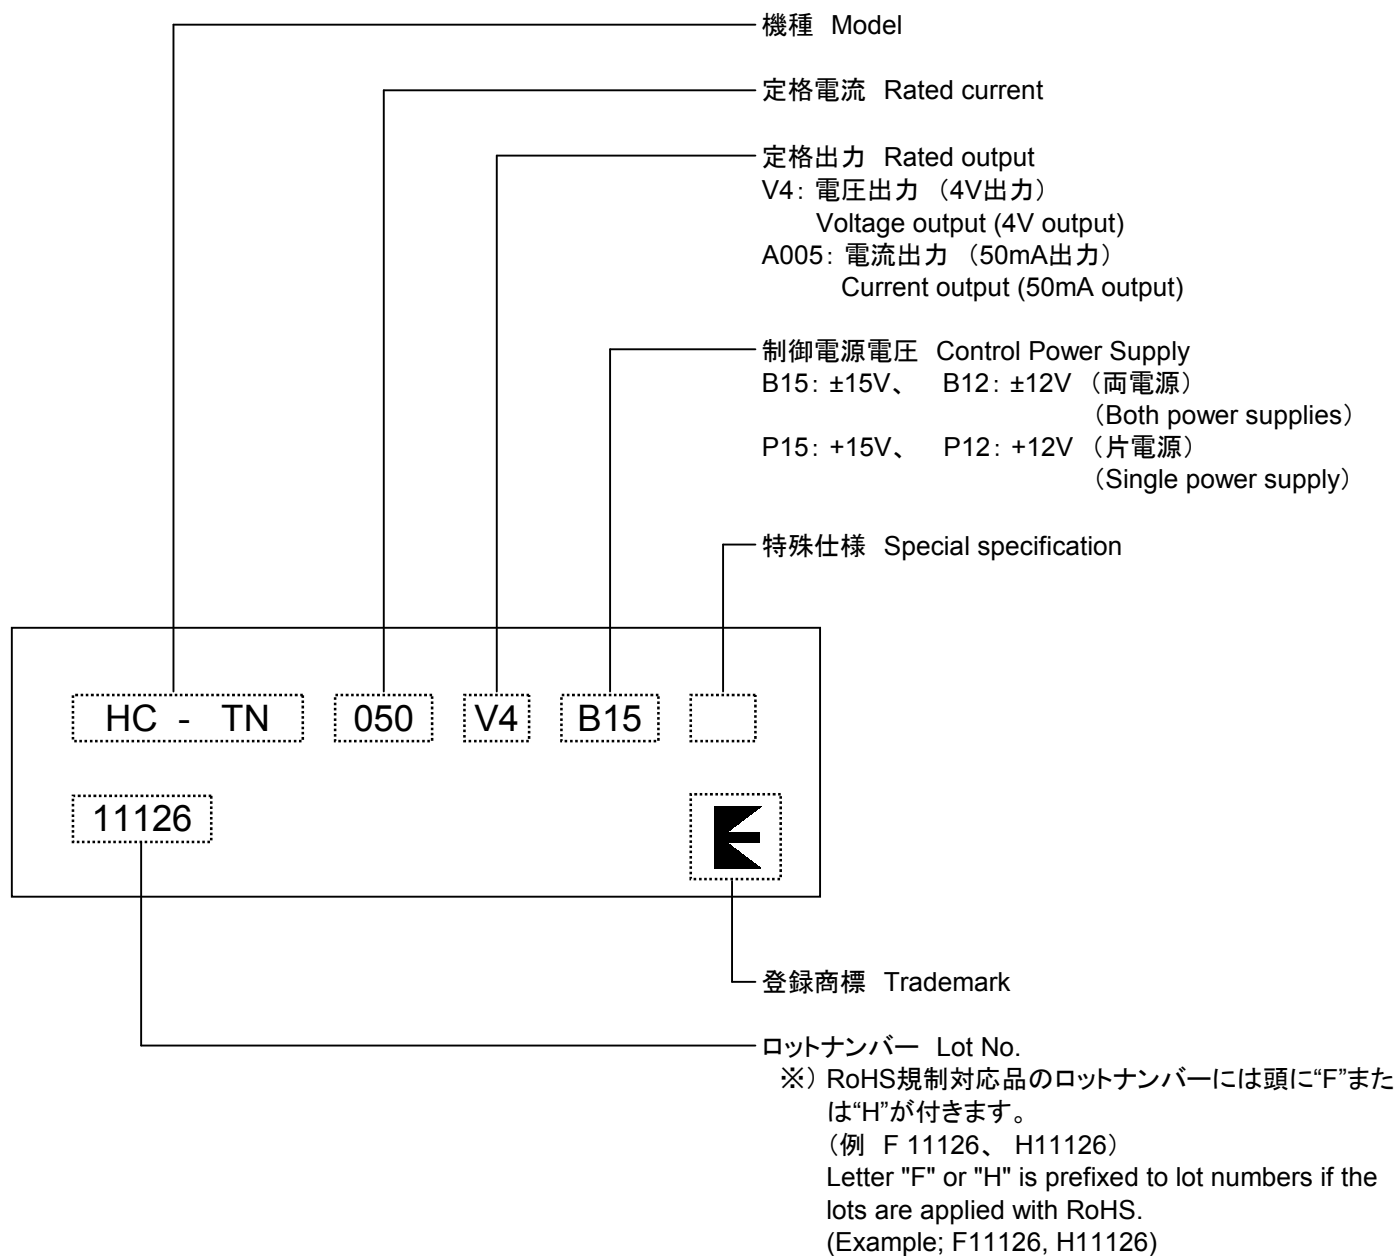 機種 Model
定格電流 Rated current
定格出力 Rated output
V4: 電圧出力 （4V出力）
Voltage output (4V output)
A005: 電流出力 （50mA出力）
Current output (50mA output)
制御電源電圧 Control Power Supply
B15: ±15V、 B12: ±12V （両電源）
（Both power supplies）
P15: +15V、 P12: +12V （片電源）
（Single power supply）
特殊仕様 Special specification
HC - TN 050 V4 B15
11126
登録商標 Trademark
ロットナンバー Lot No.
※） RoHS規制対応品のロットナンバーには頭に“F”また
は“H”が付きます。
（例 F 11126、 H11126）
Letter "F" or "H" is prefixed to lot numbers if the
lots are applied with RoHS.
(Example; F11126, H11126)